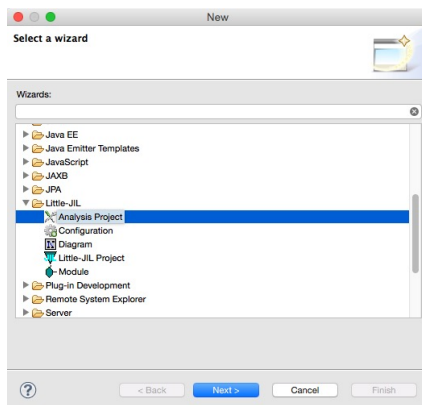 New
Select a wizard
Wizards:
Java EE
Java Emitter Templates
JavaScript
JAXB
JPA
Little-JIL
Analysis Project
Configuration
Diagram
Little-JIL Project
Module
Plug-in Development
Remote System Explorer
Server
? < Back Next > Cancel Finish